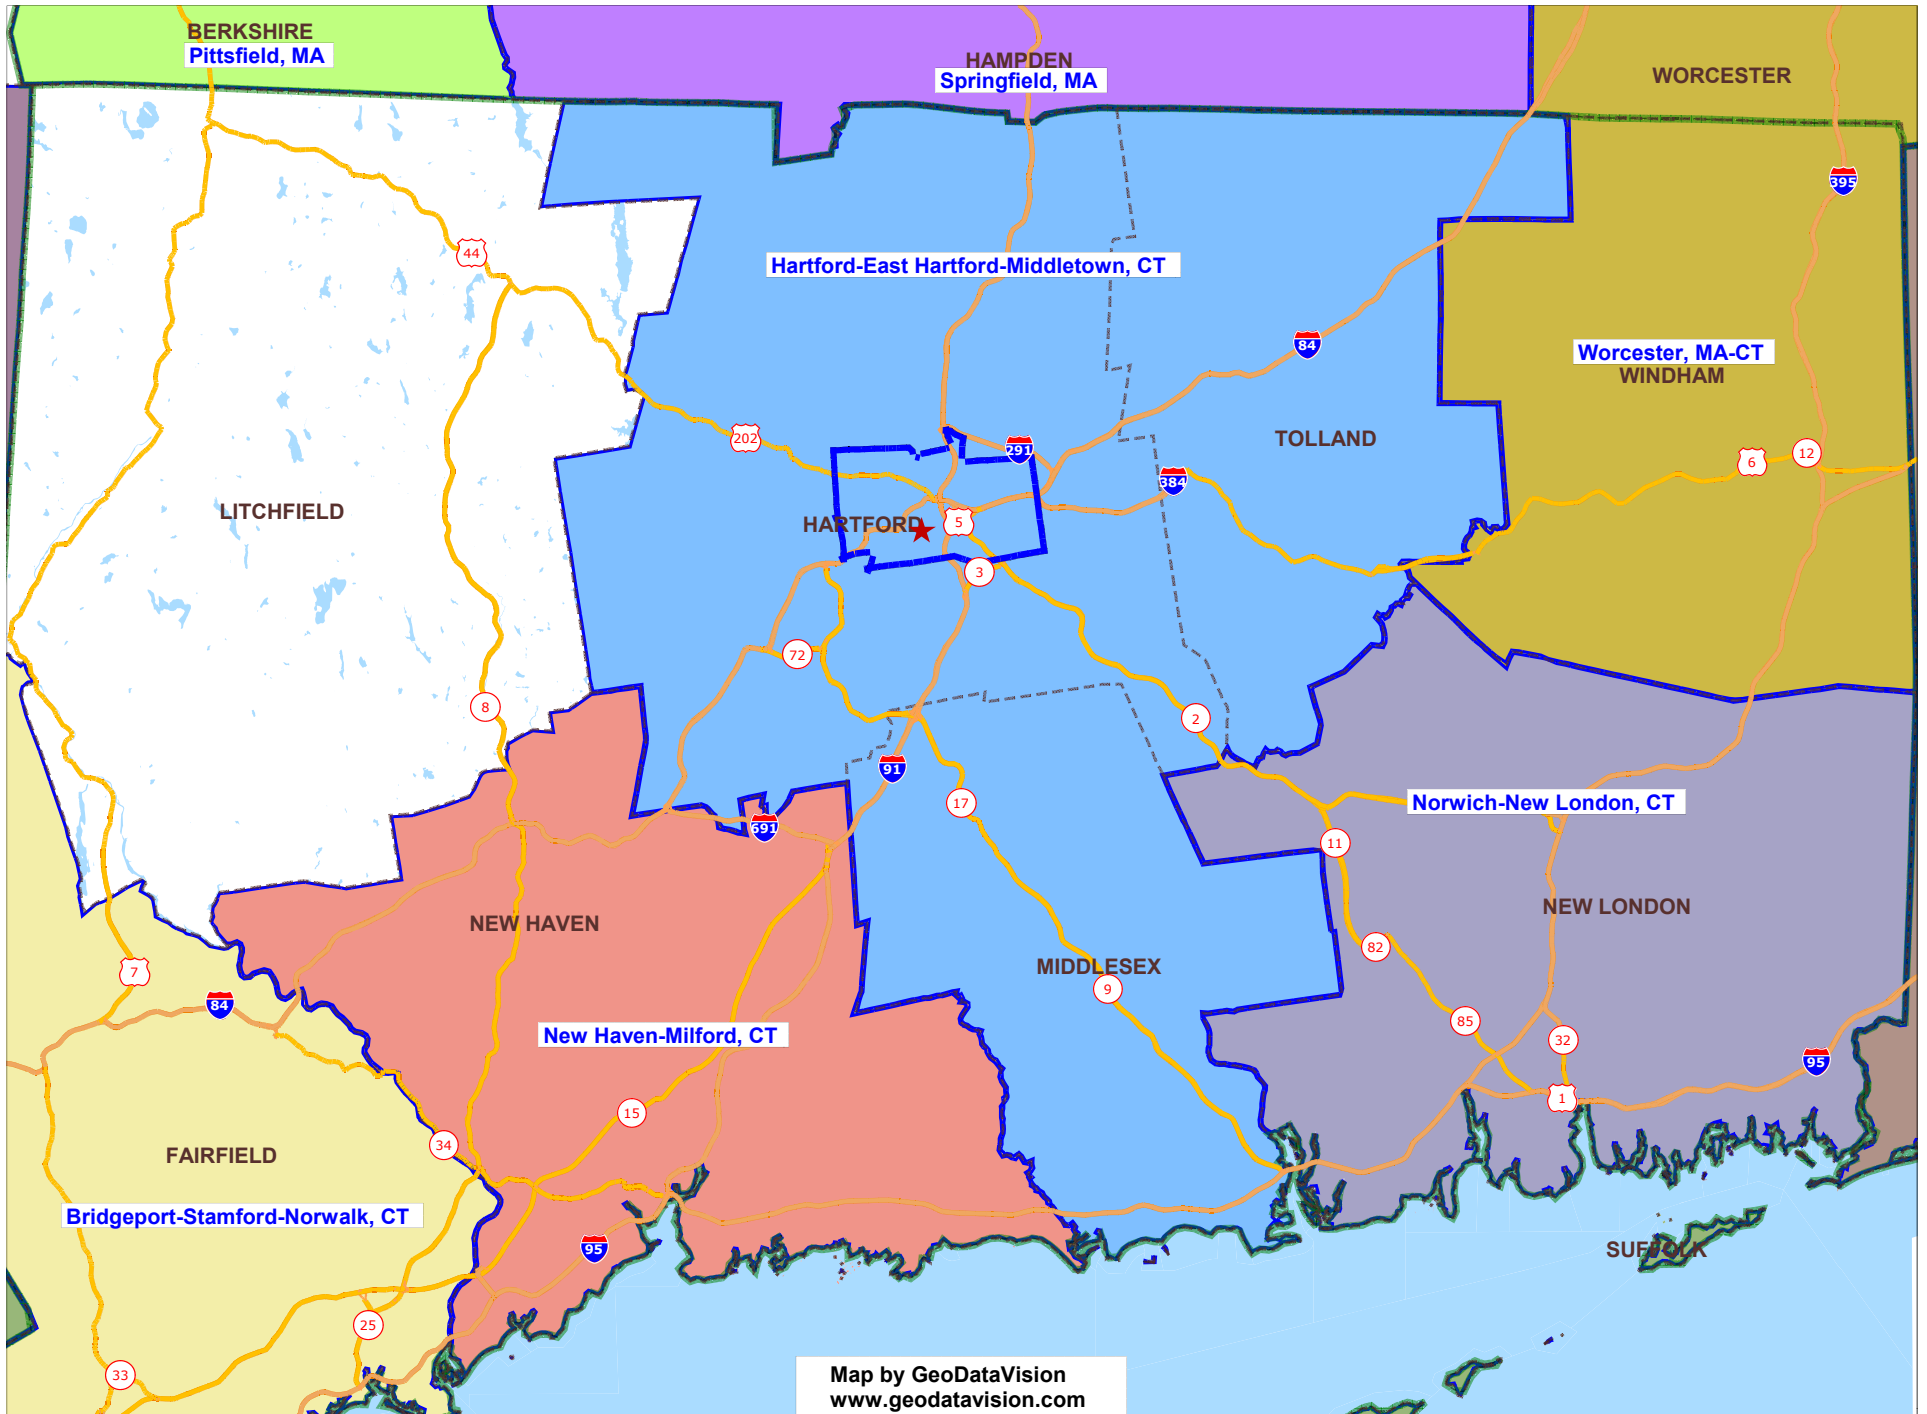 BERKSHIRE
Pittsfield, MA
HAMPDEN
Springfield, MA
WORCESTER
395
44
Hartford-East Hartford-Middletown, CT
84
Worcester, MA-CT
WINDHAM
202
291
TOLLAND
6
12
384
LITCHFIELD
HARTFORD
5
3
72
8
2
91
17
691
Norwich-New London, CT
11
NEW HAVEN
NEW LONDON
82
MIDDLESEX
7
9
84
New Haven-Milford, CT
85
32
95
1
15
34
FAIRFIELD
Bridgeport-Stamford-Norwalk, CT
95
SUFFOLK
25
33
Map by GeoDataVision
www.geodatavision.com